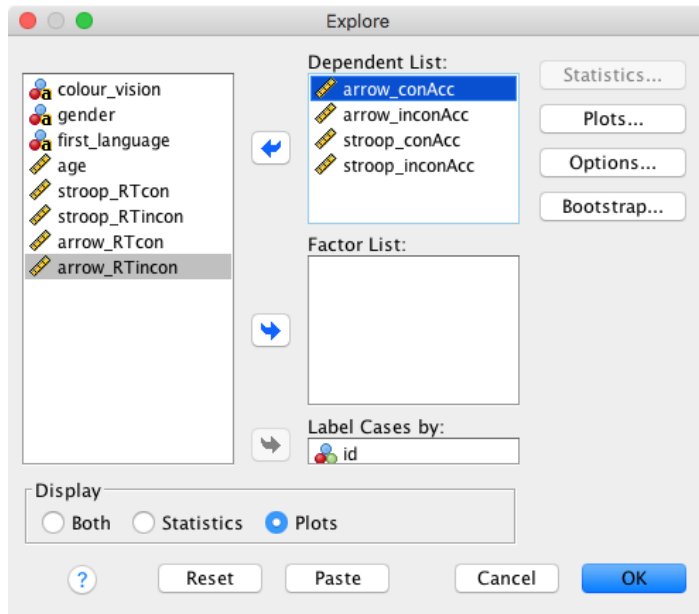 Explore
colour_vision
gender
first_language
age
stroop_RTcon
stroop_RTincon
arrow_RTcon
arrow_RTincon
Dependent List:
arrow_conAcc
arrow_inconAcc
stroop_conAcc
stroop_inconAcc
Factor List:
Label Cases by:
id
Statistics...
Plots...
Options...
Bootstrap...
Display
Both Statistics Plots
? Reset Paste Cancel OK